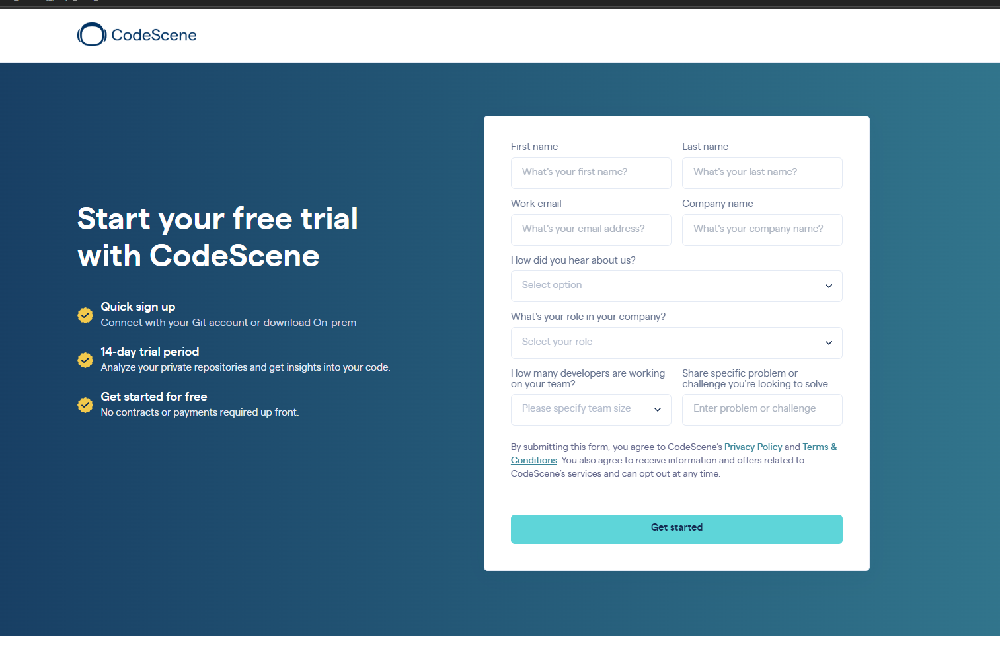 CodeScene
Start your free trial
with CodeScene
Quick sign up
Connect with your Git account or download On-prem
14-day trial period
Analyze your private repositories and get insights into your code.
Get started for free
No contracts or payments required up front.
First name
Last name
What's your first name?
What's your last name?
Work email
Company name
What's your email address?
What's your company name?
How did you hear about us?
Select option
What's your role in your company?
Select your role
How many developers are working
on your team?
Share specific problem or
challenge you're looking to solve
Please specify team size
Enter problem or challenge
By submitting this form, you agree to CodeScene’s Privacy Policy and Terms &
Conditions. You also agree to receive information and offers related to
CodeScene’s services and can opt out at any time.
Get started